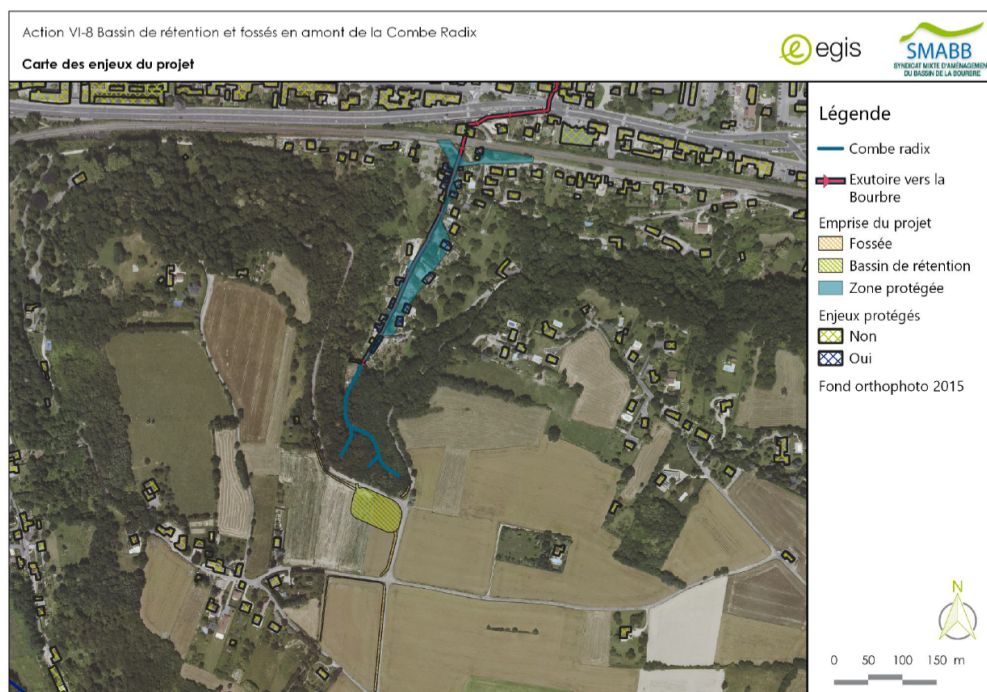 Action VI-8 Bassin de rétention et fossés en amont de la Combe Radix
Carte des enjeux du projet
egis
SMABB
SYNDICAT MIXTE D'AMÉNAGEMENT
DU BASSIN DE LA BOURBRE
Légende
Combe radix
Exutoire vers la
Bourbre
Emprise du projet
Fossée
Bassin de rétention
Zone protégée
Enjeux protégés
Non
Oui
Fond orthophoto 2015
N
0 50 100 150 m